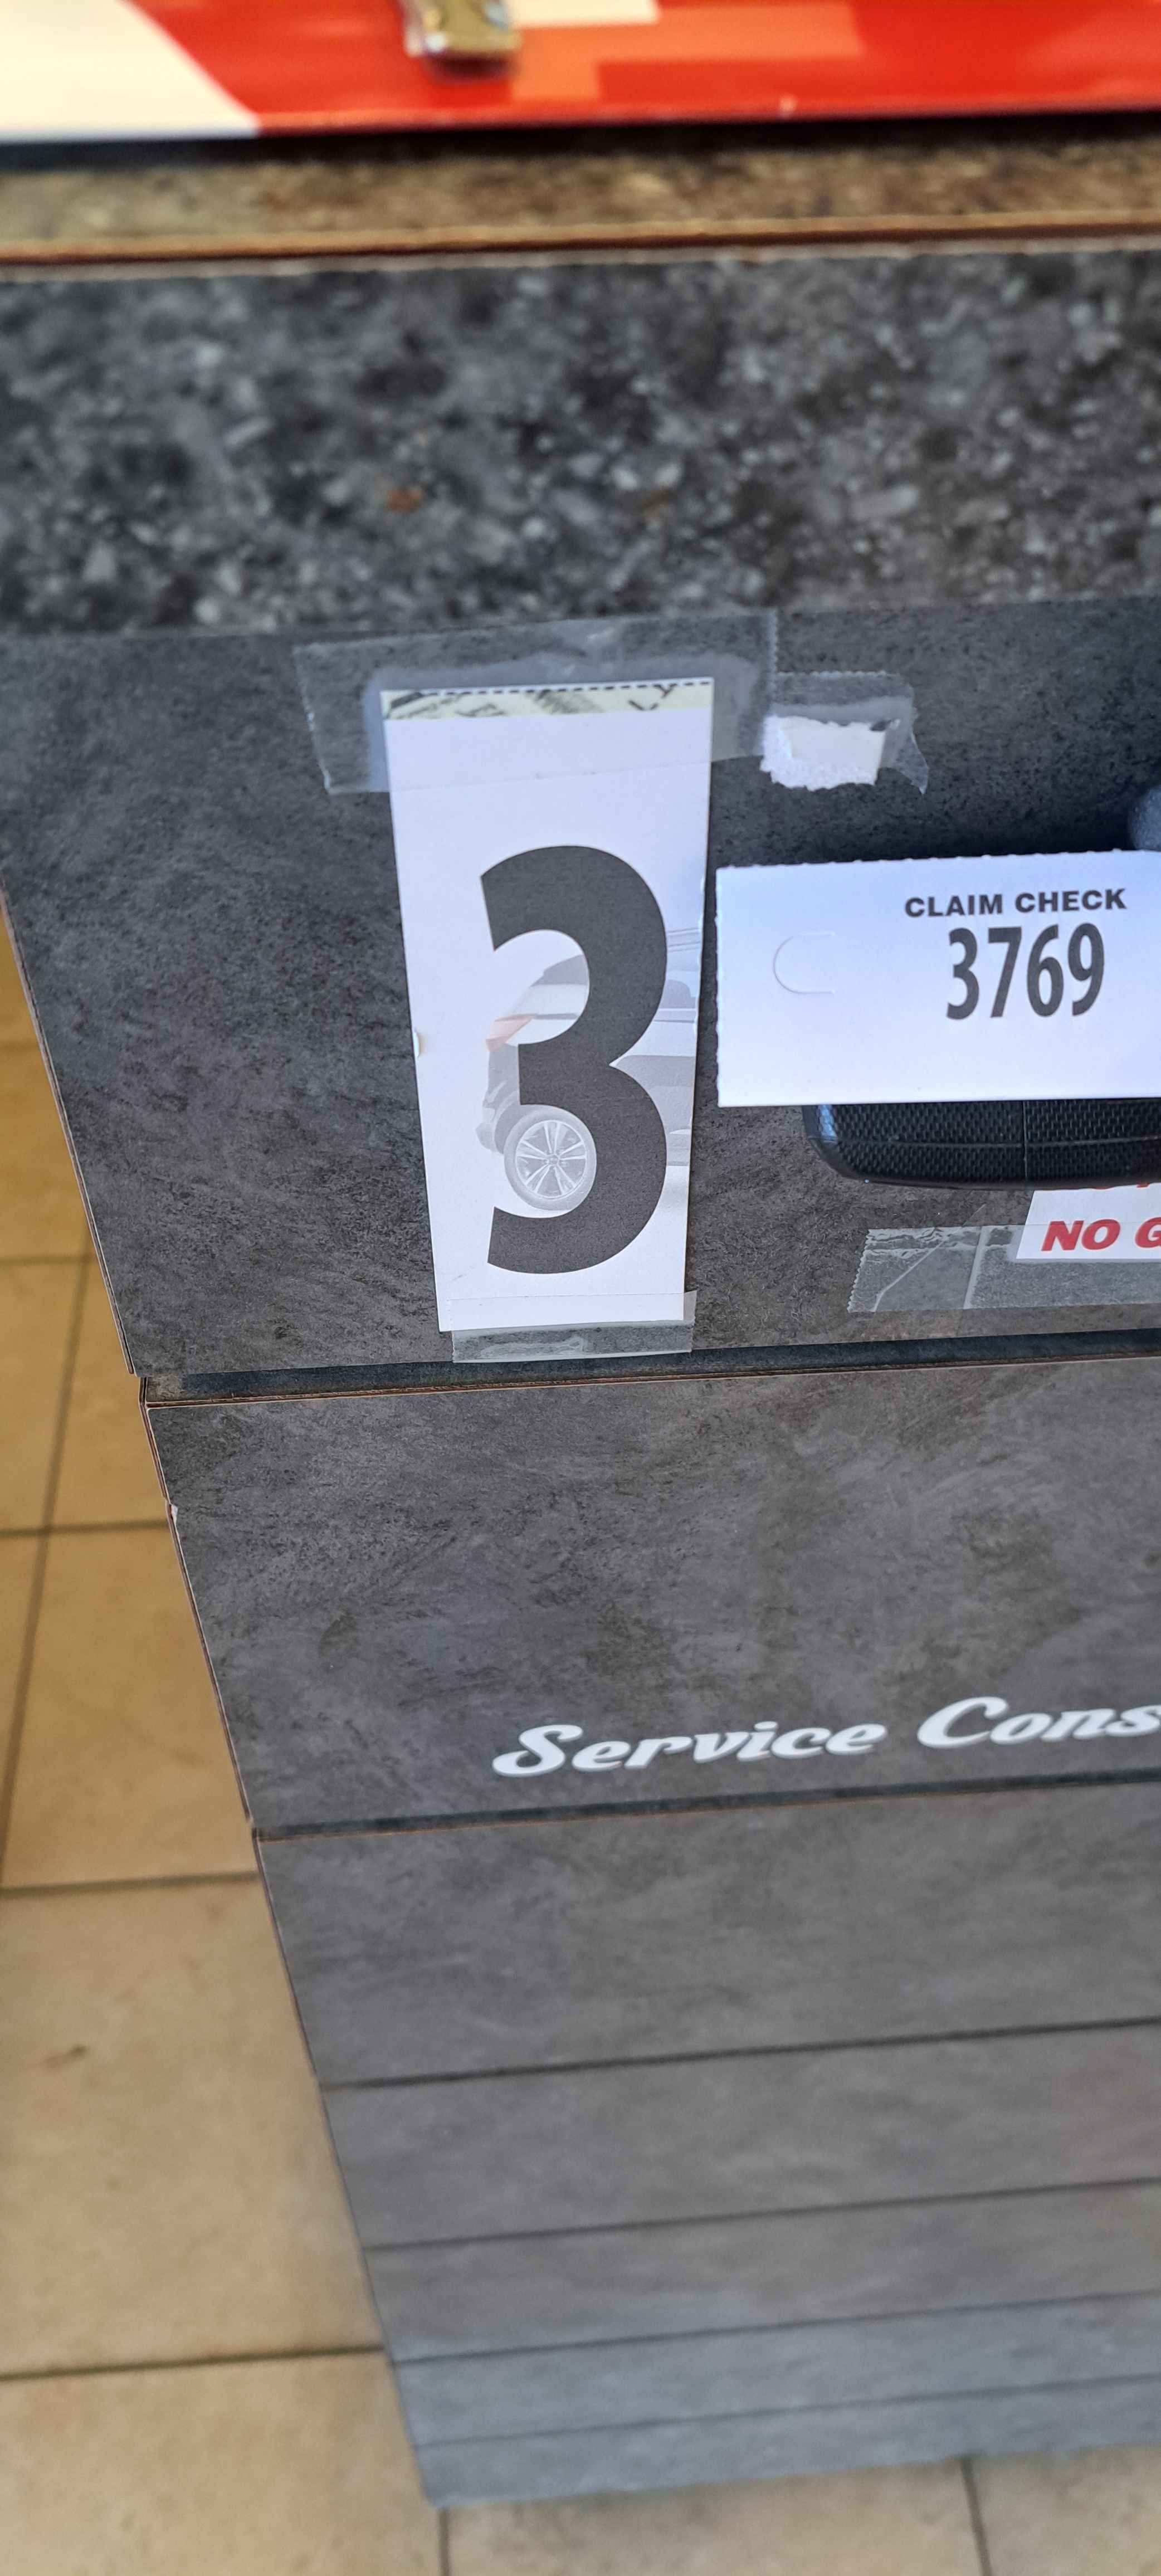 3
CLAIM CHECK
3769
NO G
Service Cons